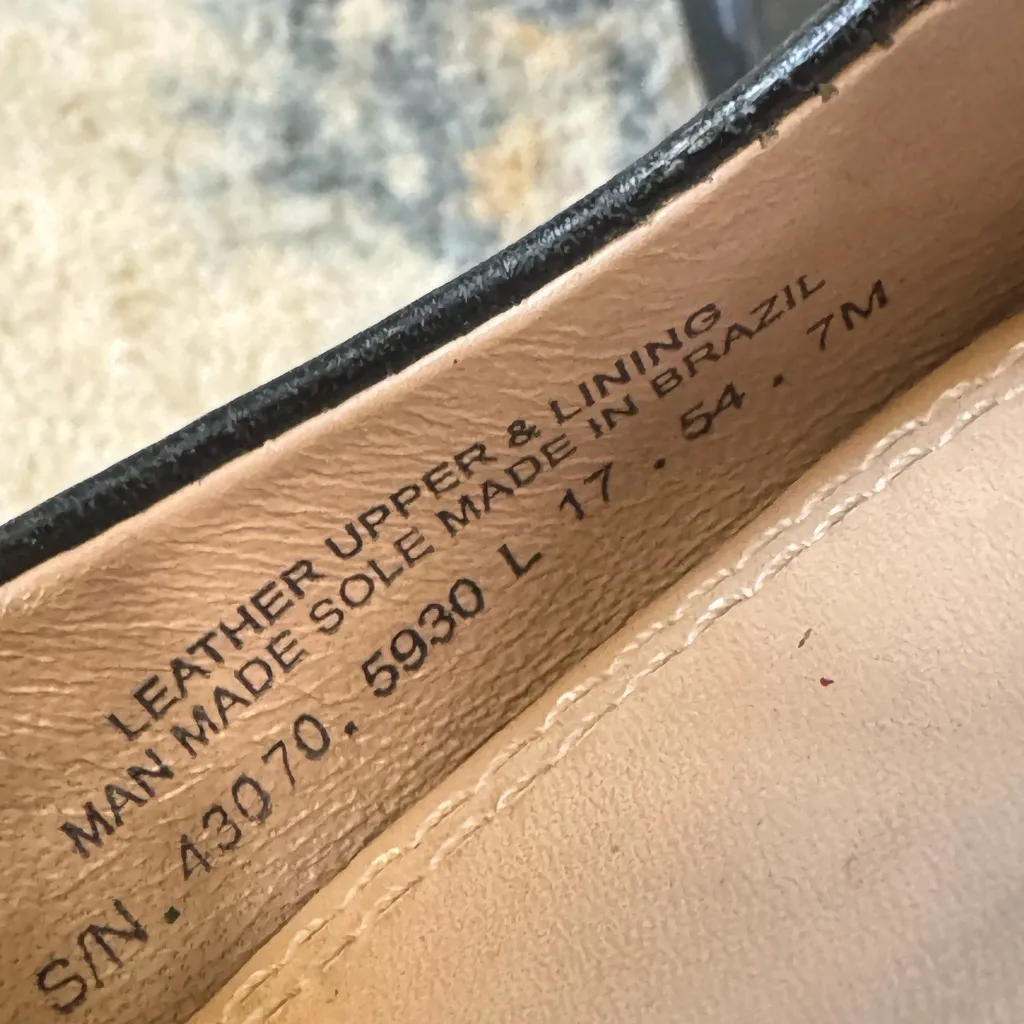 LEATHER UPPER & LINING
MAN MADE SOLE MADE IN BRAZIL
S/N . 43070. 5930 L 17 . 54 . 7M